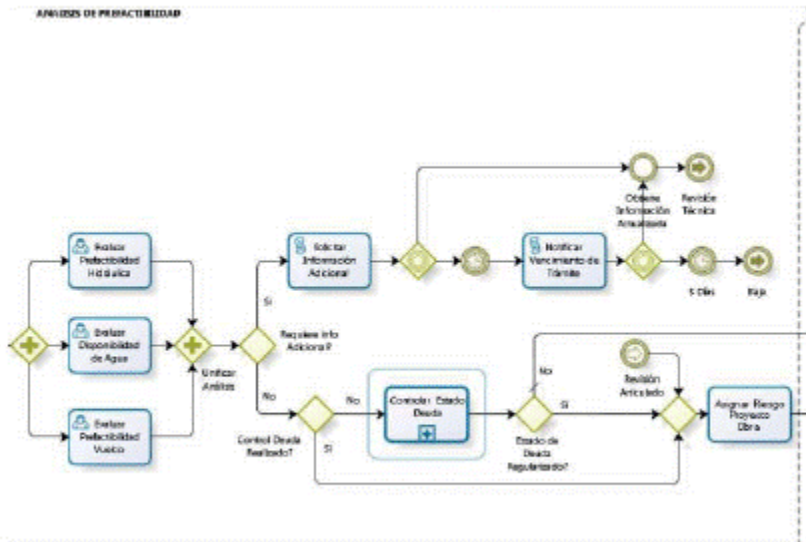 ANÁLISIS DE PREFACTIBILIDAD
Obtiene
Información
Actualizada
Revisión
Técnica
Evaluar
Prefactibilidad
Hidráulica
Solicitar
Información
Adicional
Notificar
Vencimiento de
Trámite
5 Días
Baja
Si
Evaluar
Disponibilidad
de Agua
Unificar
Análisis
Requiere info
Adicional?
No
Revisión
Articulado
No
No
Controlar Estado
Deuda
Si
Asignar Riesgo
Proyecto
Obra
Evaluar
Prefactibilidad
Vuelco
Control Deuda
Realizado?
Si
Estado de
Deuda
Regularizado?